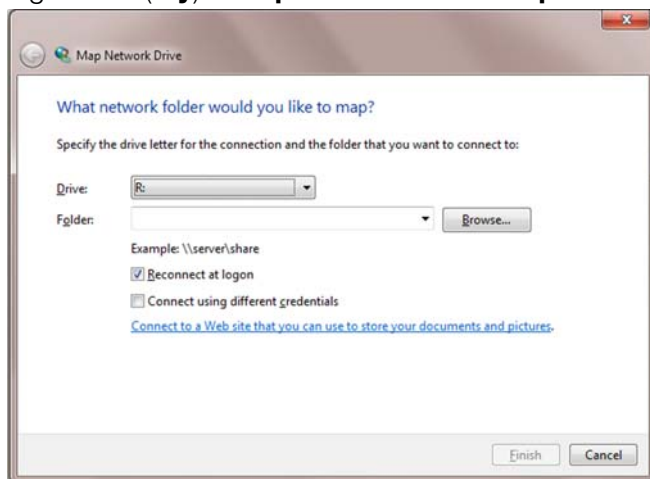 Map Network Drive
What network folder would you like to map?
Specify the drive letter for the connection and the folder that you want to connect to:
Drive: R:
Folder: Browse...
Example: \\server\share
Reconnect at logon
Connect using different credentials
Connect to a Web site that you can use to store your documents and pictures.
Finish Cancel